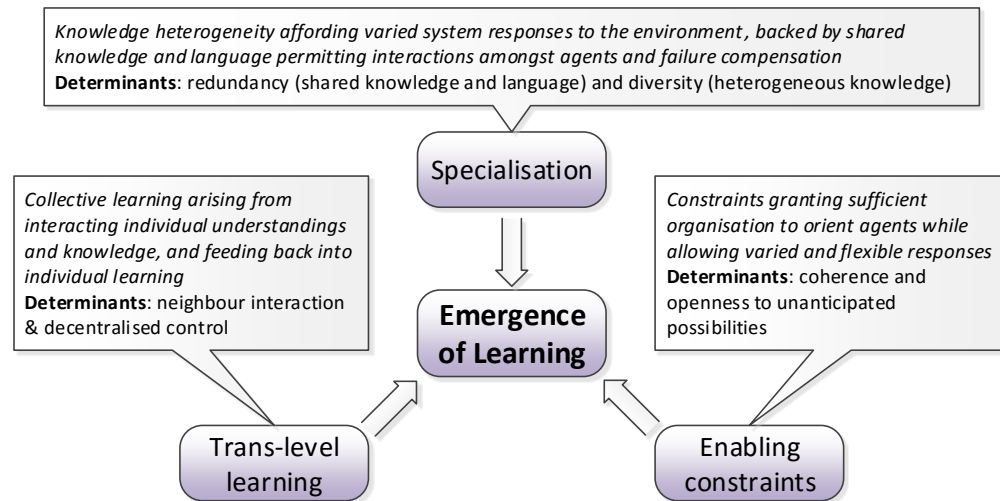 Knowledge heterogeneity affording varied system responses to the environment, backed by shared
knowledge and language permitting interactions amongst agents and failure compensation
Determinants: redundancy (shared knowledge and language) and diversity (heterogeneous knowledge)
Specialisation
Collective learning arising from
interacting individual understandings
and knowledge, and feeding back into
individual learning
Determinants: neighbour interaction
& decentralised control
Constraints granting sufficient
organisation to orient agents while
allowing varied and flexible responses
Determinants: coherence and
openness to unanticipated
possibilities
Emergence
of Learning
Trans-level
learning
Enabling
constraints